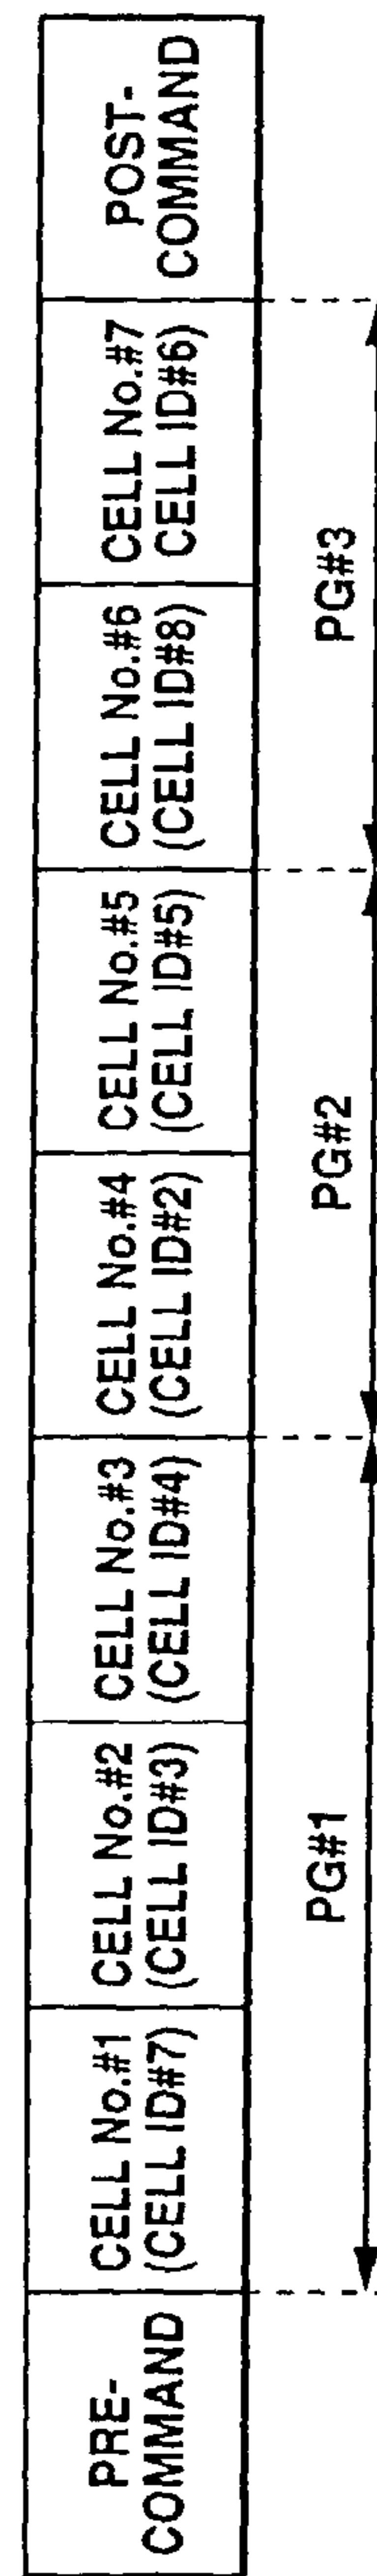 PRE-
COMMAND
CELL No.#1
(CELL ID#7)
CELL No.#2
(CELL ID#3)
CELL No.#3
(CELL ID#4)
CELL No.#4
(CELL ID#2)
CELL No.#5
(CELL ID#5)
CELL No.#6
(CELL ID#8)
CELL No.#7
CELL ID#6)
POST-
COMMAND
PG#1
PG#2
PG#3